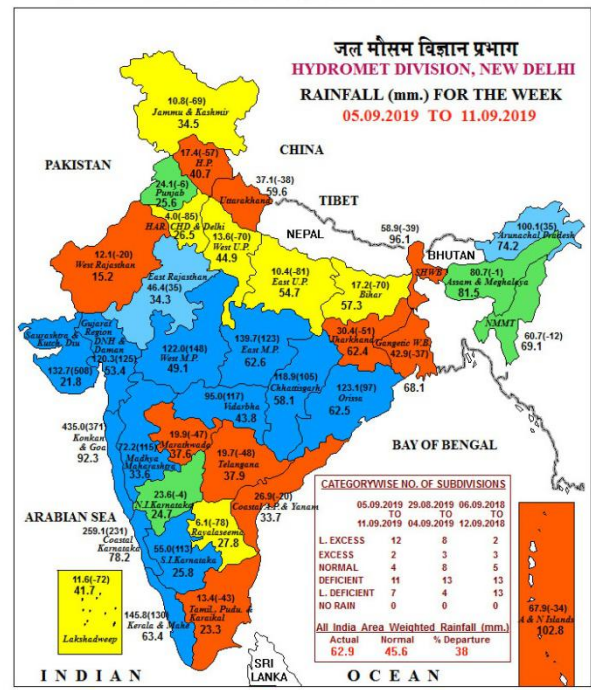 जल मौसम विज्ञान प्रभाग
HYDROMET DIVISION, NEW DELHI
RAINFALL (mm.) FOR THE WEEK
05.09.2019 TO 11.09.2019
10.8(-69)
Jammu & Kashmir
34.5
PAKISTAN
CHINA
TIBET
NEPAL
BHUTAN
17.4(-57)
H.P.
40.7
24.1(-6)
Punjab
25.6
37.1(-38)
59.6
Uttarakhand
4.0(-85)
HAR. CHD & Delhi
26.5
13.6(-70)
West U.P.
44.9
12.1(-20)
West Rajasthan
15.2
East Rajasthan
46.4(35)
34.3
10.4(-81)
East U.P.
54.7
17.2(-70)
Bihar
57.3
58.9(-39)
96.1
SHWB
100.1(35)
Arunachal Pradesh
74.2
80.7(-1)
Assam & Meghalaya
81.5
NMMT
60.7(-12)
69.1
30.4(-51)
Jharkhand
62.4
Gangetic W.B.
42.9(-37)
68.1
Saurashtra &
Kutch, Diu
132.7(508)
21.8
Gujarat
Region
DNH &
Daman
120.3(125)
53.4
122.0(148)
West M.P.
49.1
139.7(123)
East M.P.
62.6
118.9(105)
Chhattisgarh
58.1
123.1(97)
Orissa
62.5
95.0(117)
Vidarbha
43.8
435.0(371)
Konkan
& Goa
92.3
72.2(115)
Madhya
Maharashtra
33.6
19.9(-47)
Marathwada
37.6
19.7(-48)
Telangana
37.9
BAY OF BENGAL
23.6(-4)
N.I.Karnataka
24.7
26.9(-20)
Coastal A.P. & Yanam
33.7
6.1(-78)
Rayalaseema
27.8
ARABIAN SEA
259.1(231)
Coastal
Karnataka
78.2
55.0(113)
S.I.Karnataka
25.8
11.6(-72)
41.7
Lakshadweep
145.8(130)
Kerala & Mahe
63.4
13.4(-43)
Tamil., Pudu. &
Karaikal
23.3
67.9(-34)
A & N Islands
102.8
CATEGORYWISE NO. OF SUBDIVISIONS
05.09.2019 29.08.2019 06.09.2018
TO TO TO
11.09.2019 04.09.2019 12.09.2018
L. EXCESS 12 8 2
EXCESS 2 3 3
NORMAL 4 8 5
DEFICIENT 11 13 13
L. DEFICIENT 7 4 13
NO RAIN 0 0 0
All India Area Weighted Rainfall (mm.)
Actual Normal % Departure
62.9 45.6 38
SRI
LANKA
INDIAN OCEAN